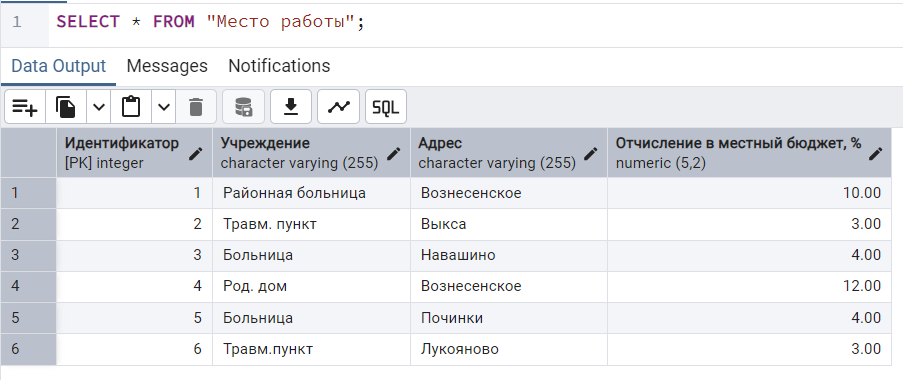 1 SELECT * FROM "Место работы";
Data Output Messages Notifications
SQL
Идентификатор Учреждение Адрес Отчисление в местный бюджет, %
[PK] integer character varying (255) character varying (255) numeric (5,2)
1 1 Районная больница Вознесенское 10.00
2 2 Травм. пункт Выкса 3.00
3 3 Больница Навашино 4.00
4 4 Род. дом Вознесенское 12.00
5 5 Больница Починки 4.00
6 6 Травм.пункт Лукояново 3.00